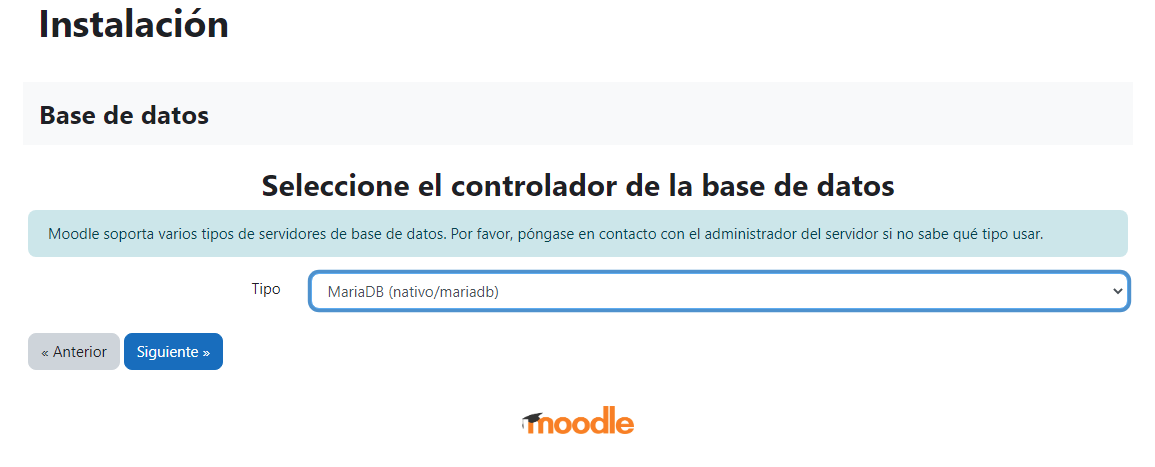 Instalación
Base de datos
Seleccione el controlador de la base de datos
Moodle soporta varios tipos de servidores de base de datos. Por favor, póngase en contacto con el administrador del servidor si no sabe qué tipo usar.
Tipo
MariaDB (nativo/mariadb)
« Anterior
Siguiente »
moodle